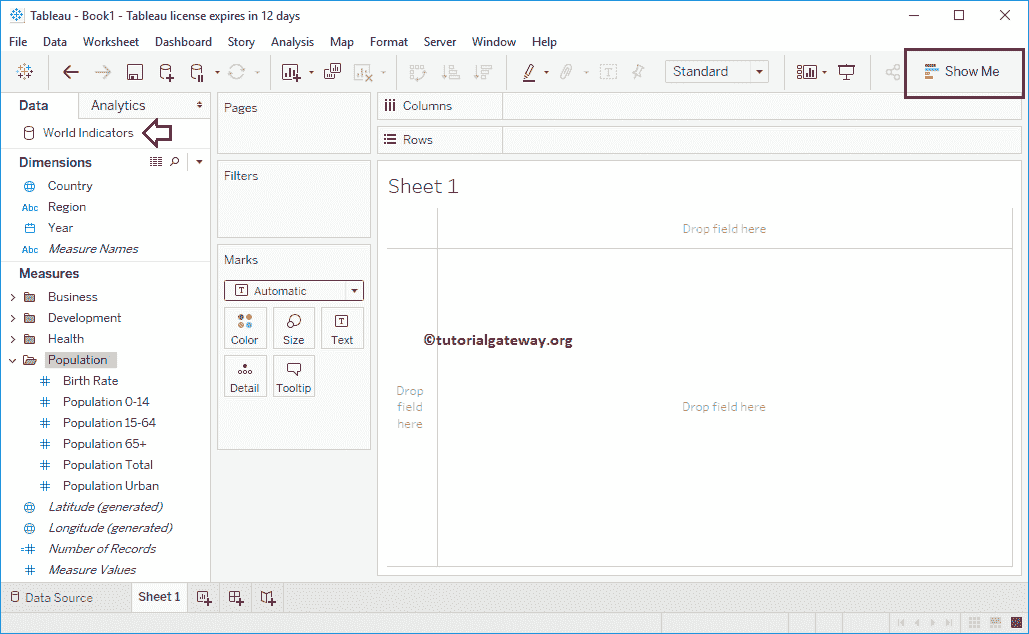 Tableau - Book1 - Tableau license expires in 12 days
File Data Worksheet Dashboard Story Analysis Map Format Server Window Help
Standard
Show Me
Data Analytics
World Indicators
Dimensions
Country
Abc Region
Year
Abc Measure Names
Measures
Business
Development
Health
Population
Birth Rate
Population 0-14
Population 15-64
Population 65+
Population Total
Population Urban
Latitude (generated)
Longitude (generated)
=# Number of Records
# Measure Values
Pages
Filters
Marks
T Automatic
Color Size Text
Detail Tooltip
Columns
Rows
Sheet 1
Drop field here
©tutorialgateway.org
Drop
field
here
Drop field here
Data Source Sheet 1